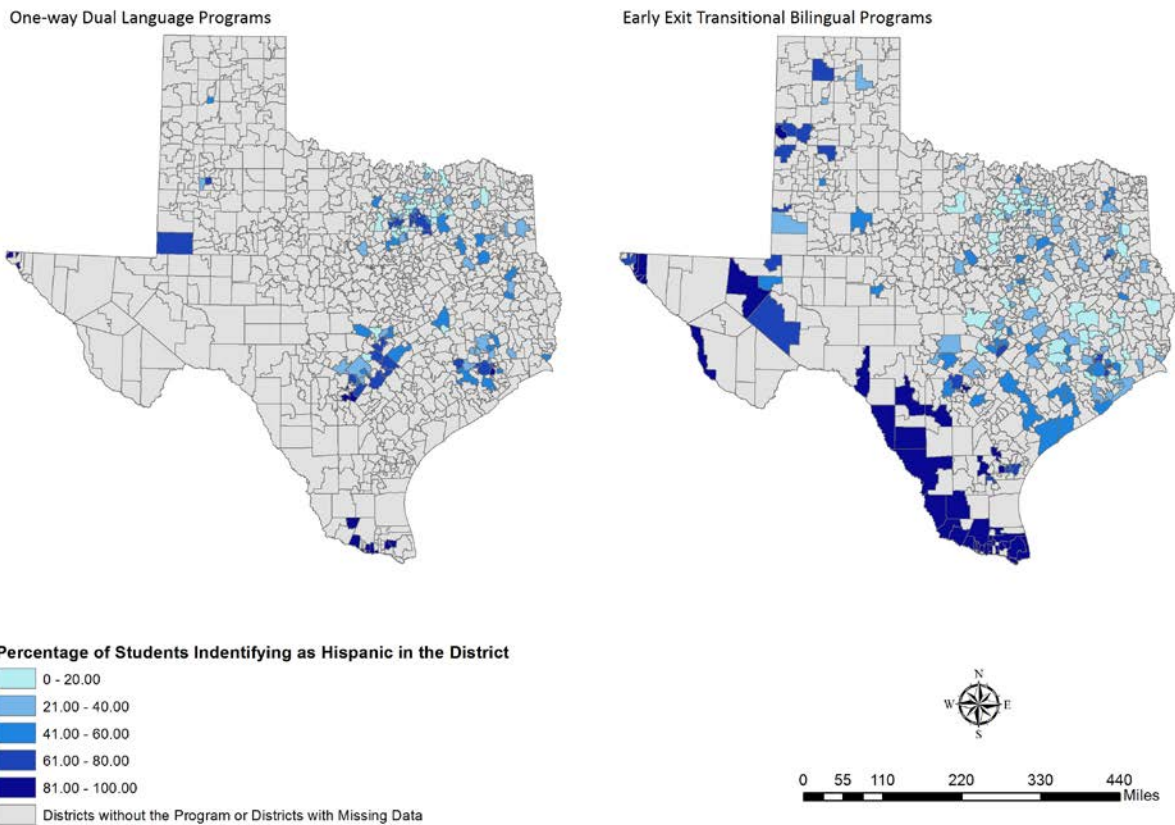 One-way Dual Language Programs
Early Exit Transitional Bilingual Programs
Percentage of Students Indentifying as Hispanic in the District
0 - 20.00
21.00 - 40.00
41.00 - 60.00
61.00 - 80.00
81.00 - 100.00
Districts without the Program or Districts with Missing Data
N
W E
S
0 55 110 220 330 440
Miles